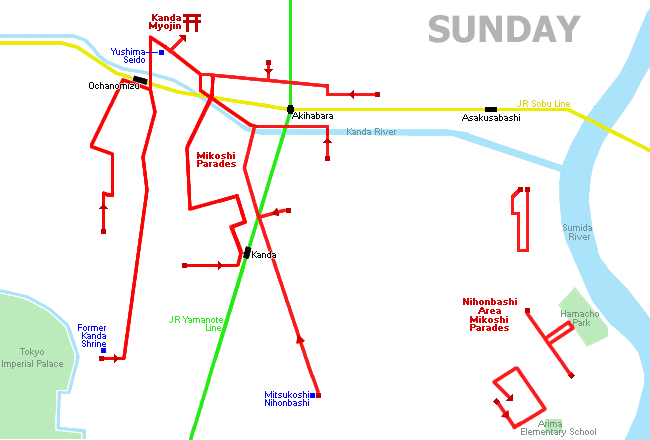 SUNDAY
Kanda
Myojin
Yushima
Seido
Ochanomizu
JR Sobu Line
Akihabara
Asakusabashi
Kanda River
Mikoshi
Parades
Sumida
River
Kanda
Nihonbashi
Area
Mikoshi
Parades
Hamacho
Park
JR Yamanote
Line
Former
Kanda
Shrine
Tokyo
Imperial Palace
Mitsukoshi
Nihonbashi
Arima
Elementary School